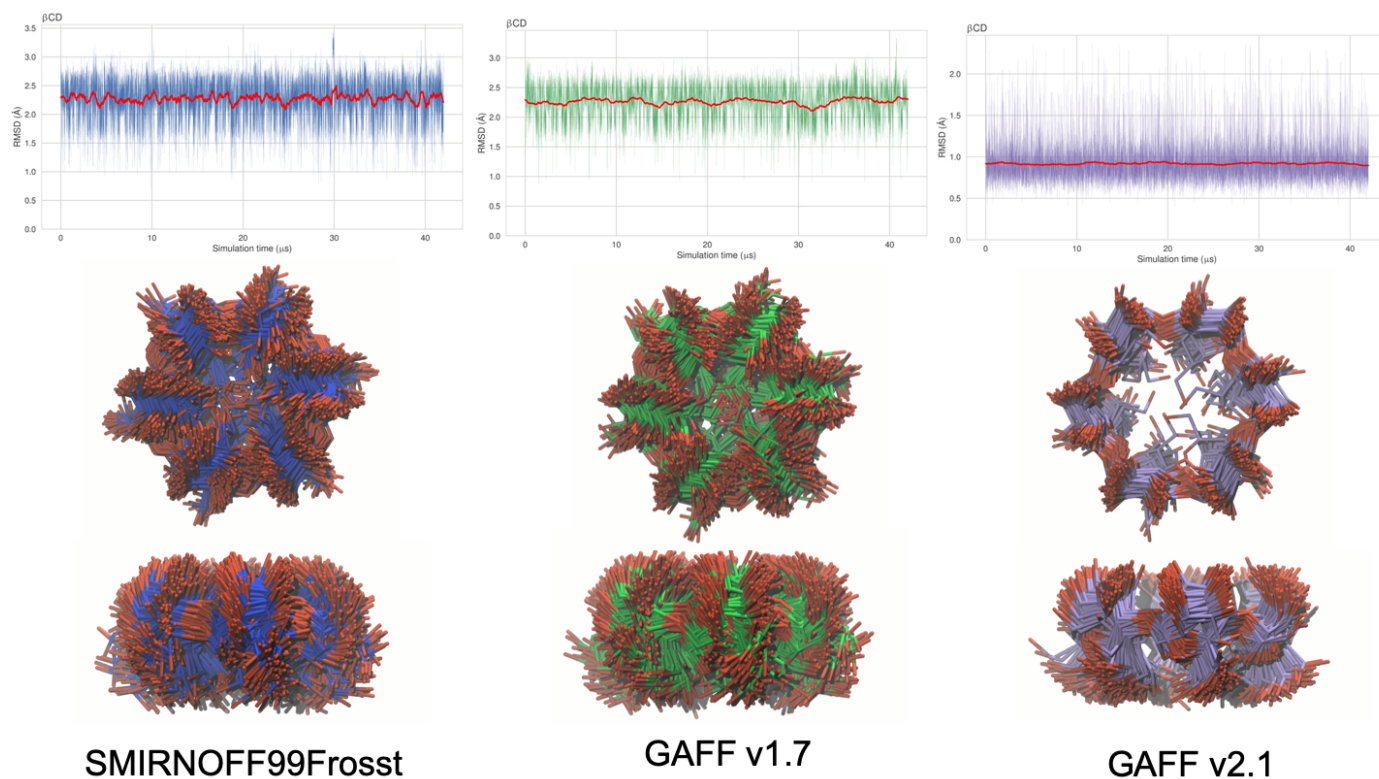 βCD
3.5
3.0
2.5
2.0
1.5
1.0
0.5
0.0
RMSD (Å)
0 10 20 30 40
Simulation time (μs)
βCD
3.0
2.5
2.0
1.5
1.0
0.5
0.0
RMSD (Å)
0 10 20 30 40
Simulation time (μs)
βCD
2.0
1.5
1.0
0.5
0.0
RMSD (Å)
0 10 20 30 40
Simulation time (μs)
SMIRNOFF99Frosst
GAFF v1.7
GAFF v2.1